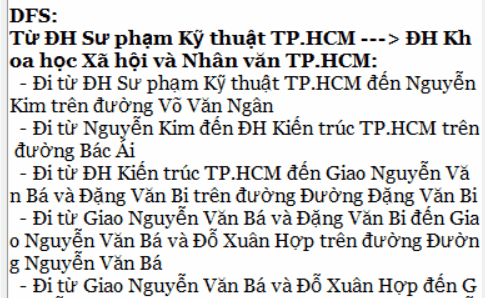 DFS:
Từ ĐH Sư phạm Kỹ thuật TP.HCM ---> ĐH Kh
oa học Xã hội và Nhân văn TP.HCM:
- Đi từ ĐH Sư phạm Kỹ thuật TP.HCM đến Nguyễn
Kim trên đường Võ Văn Ngân
- Đi từ Nguyễn Kim đến ĐH Kiến trúc TP.HCM trên
đường Bác Ái
- Đi từ ĐH Kiến trúc TP.HCM đến Giao Nguyễn Vă
n Bá và Đặng Văn Bi trên đường Đường Đặng Văn Bi
- Đi từ Giao Nguyễn Văn Bá và Đặng Văn Bi đến Gia
o Nguyễn Văn Bá và Đỗ Xuân Hợp trên đường Đườn
g Nguyễn Văn Bá
- Đi từ Giao Nguyễn Văn Bá và Đỗ Xuân Hợp đến G